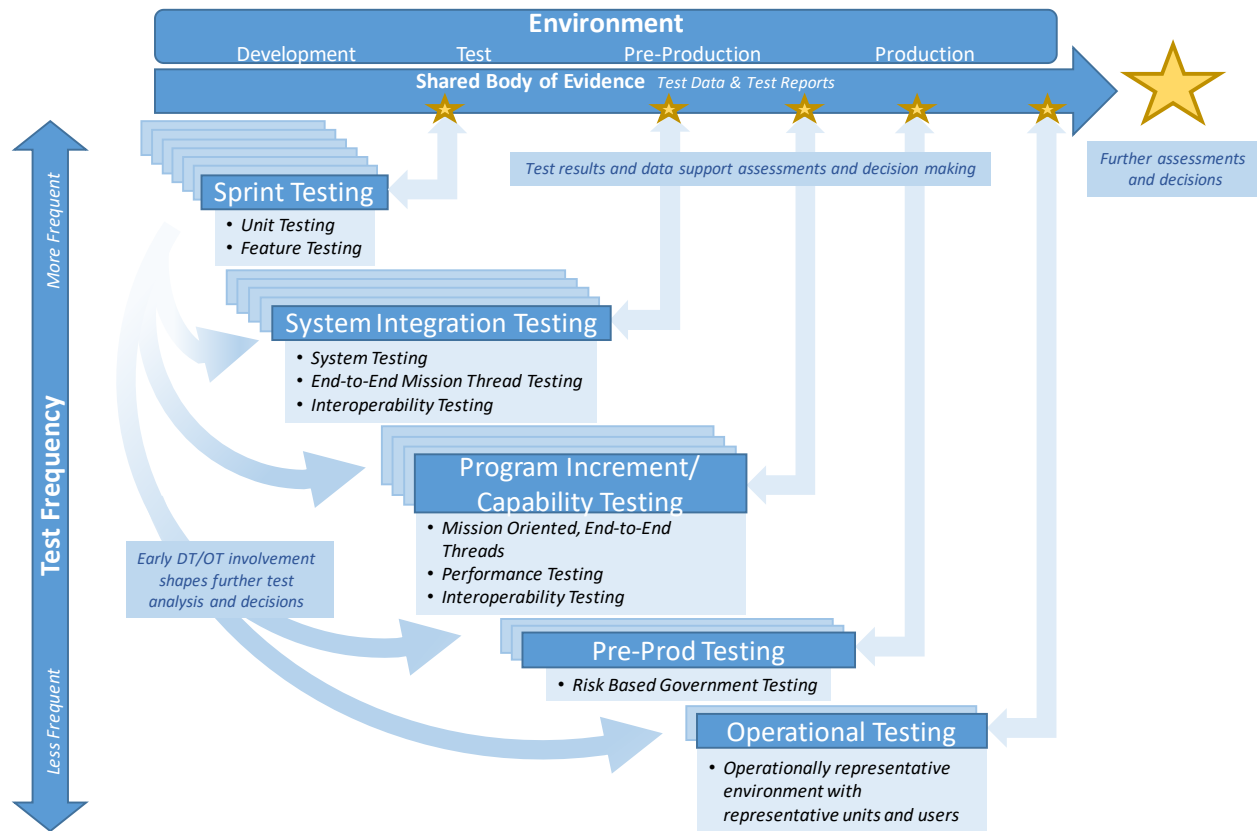 Environment
Development Test Pre-Production Production
Shared Body of Evidence Test Data & Test Reports
Test results and data support assessments and decision making
Further assessments
and decisions
More Frequent
Test Frequency
Less Frequent
Sprint Testing
• Unit Testing
• Feature Testing
System Integration Testing
• System Testing
• End-to-End Mission Thread Testing
• Interoperability Testing
Program Increment/
Capability Testing
• Mission Oriented, End-to-End
Threads
• Performance Testing
• Interoperability Testing
Early DT/OT involvement
shapes further test
analysis and decisions
Pre-Prod Testing
• Risk Based Government Testing
Operational Testing
• Operationally representative
environment with
representative units and users